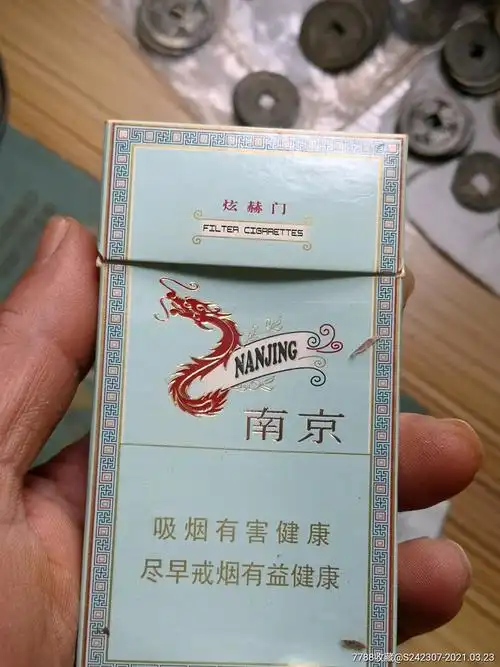 炫赫门
FILTER CIGARETTES
NANJING
南京
吸烟有害健康
尽早戒烟有益健康
7788收藏@S242307-2021.03.23